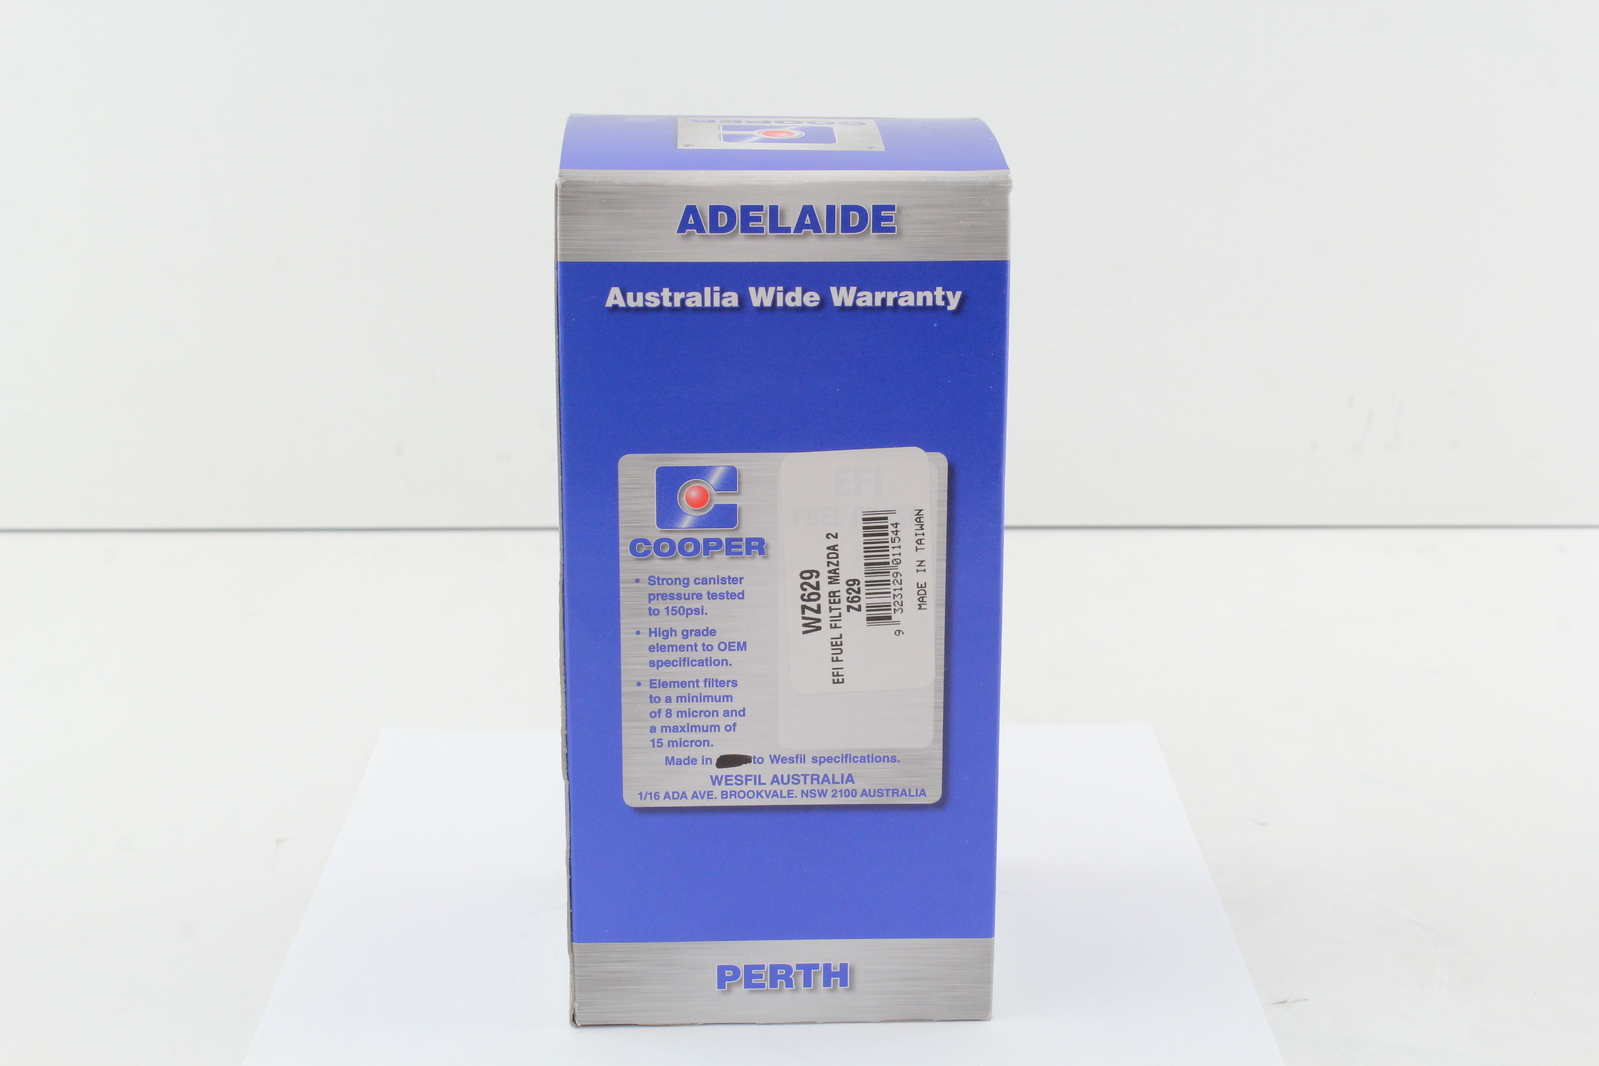 COOPER
ADELAIDE
Australia Wide Warranty
COOPER
• Strong canister
pressure tested
to 150psi.
• High grade
element to OEM
specification.
• Element filters
to a minimum
of 8 micron and
a maximum of
15 micron.
EFI
FUEL
WZ629
EFI FUEL FILTER MAZDA 2
Z629
9 323129 011544
MADE IN TAIWAN
Made in to Wesfil specifications.
WESFIL AUSTRALIA
1/16 ADA AVE. BROOKVALE. NSW 2100 AUSTRALIA
PERTH